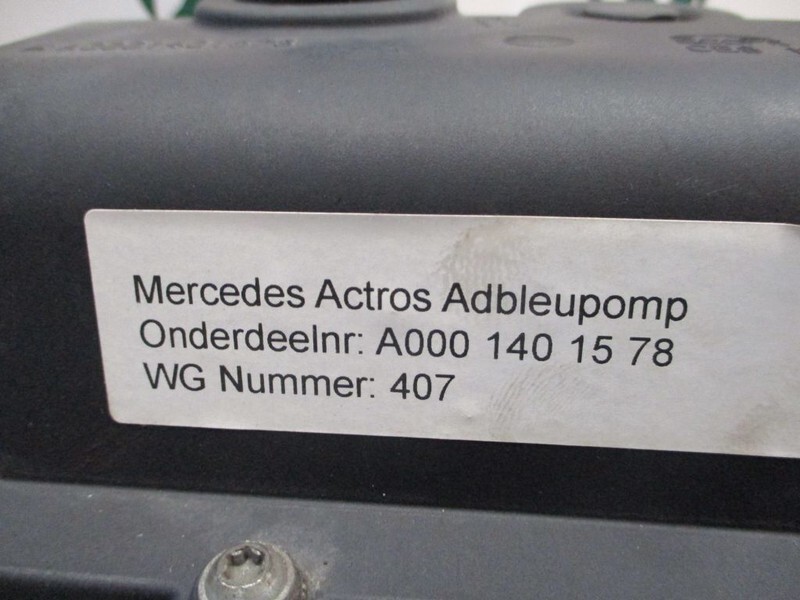 Mercedes Actros Adbleupomp
Onderdeelnr: A000 140 15 78
WG Nummer: 407